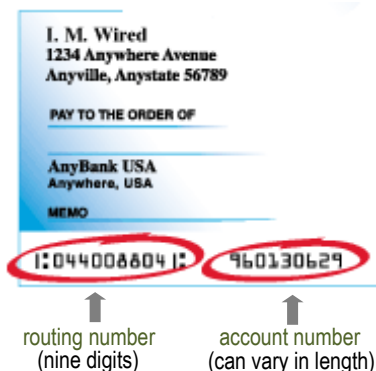 I. M. Wired
1234 Anywhere Avenue
Anyville, Anystate 56789
PAY TO THE ORDER OF
AnyBank USA
Anywhere, USA
MEMO
⑆044008804⑆ 960130629
routing number account number
(nine digits) (can vary in length)